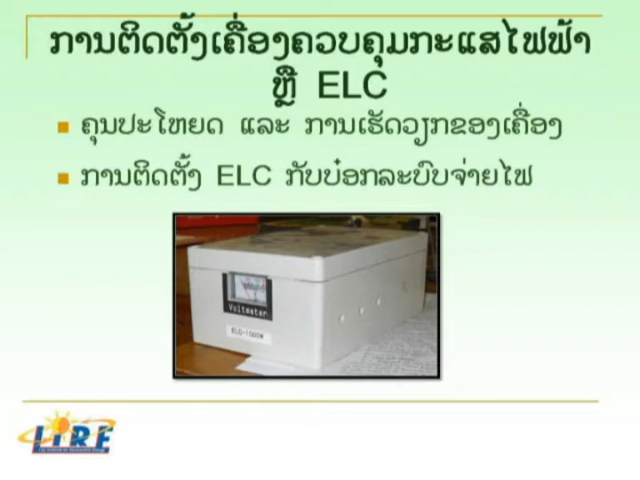 ການຕິດຕັ້ງເຄື່ອງຄວບຄຸມກະແສໄຟຟ້າ
ຫຼື ELC
ຄຸນປະໂຫຍດ ແລະ ການເຮັດວຽກຂອງເຄື່ອງ
ການຕິດຕັ້ງ ELC ກັບບ໋ອກລະບົບຈ່າຍໄຟ
Voltmeter
ELC-1000W
LIRE